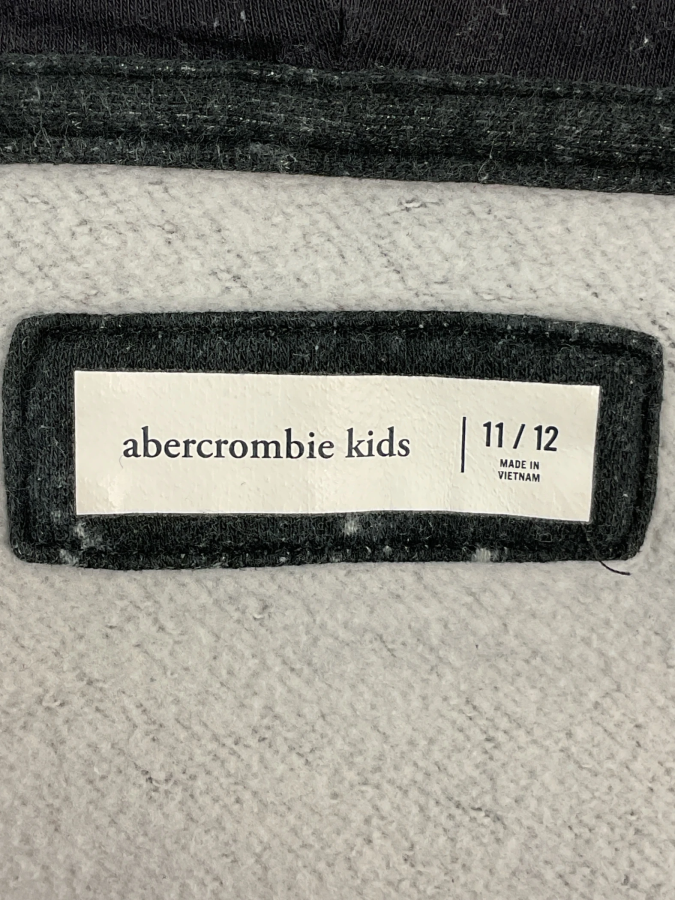 abercrombie kids
11 / 12
MADE IN
VIETNAM